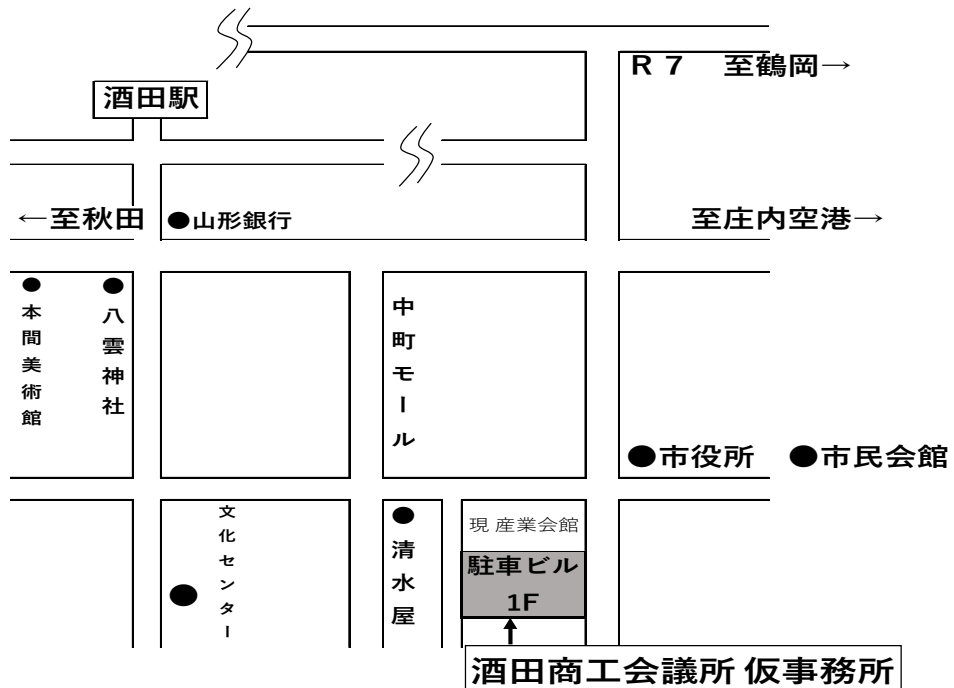 R 7　至鶴岡→
酒田駅
←至秋田
●山形銀行
至庄内空港→
●本間美術館
●八雲神社
中町モール
●市役所
●市民会館
●文化センター
●清水屋
現 産業会館
駐車ビル
1F
酒田商工会議所 仮事務所